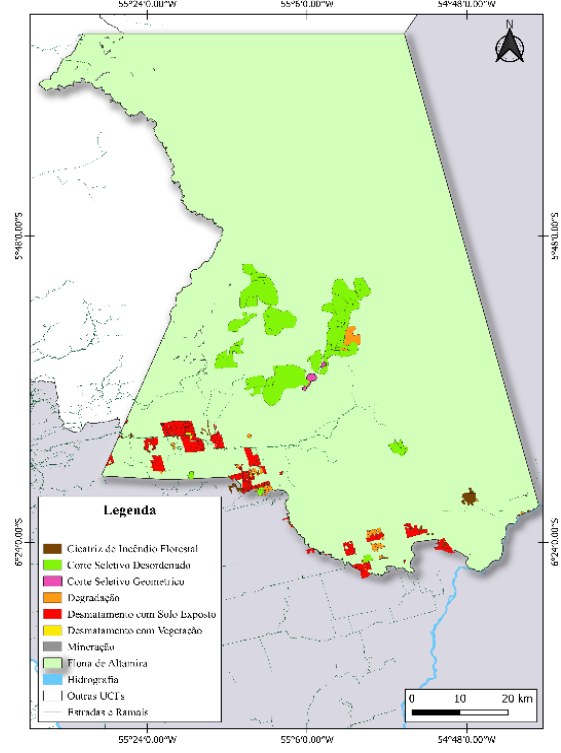 55°24'0.00"W 55°6'0.00"W 54°48'0.00"W
N
5°48'0.00"S 5°48'0.00"S
6°24'0.00"S 6°24'0.00"S
Legenda
Cicatriz de Incêndio Florestal
Corte Seletivo Desordenado
Corte Seletivo Geometrico
Degradação
Desmatamento com Solo Exposto
Desmatamento com Vegetação
Mineração
Flona de Altamira
Hidrografia
Outras UCFs
Estradas e Ramais
0 10 20 km
55°24'0.00"W 55°6'0.00"W 54°48'0.00"W